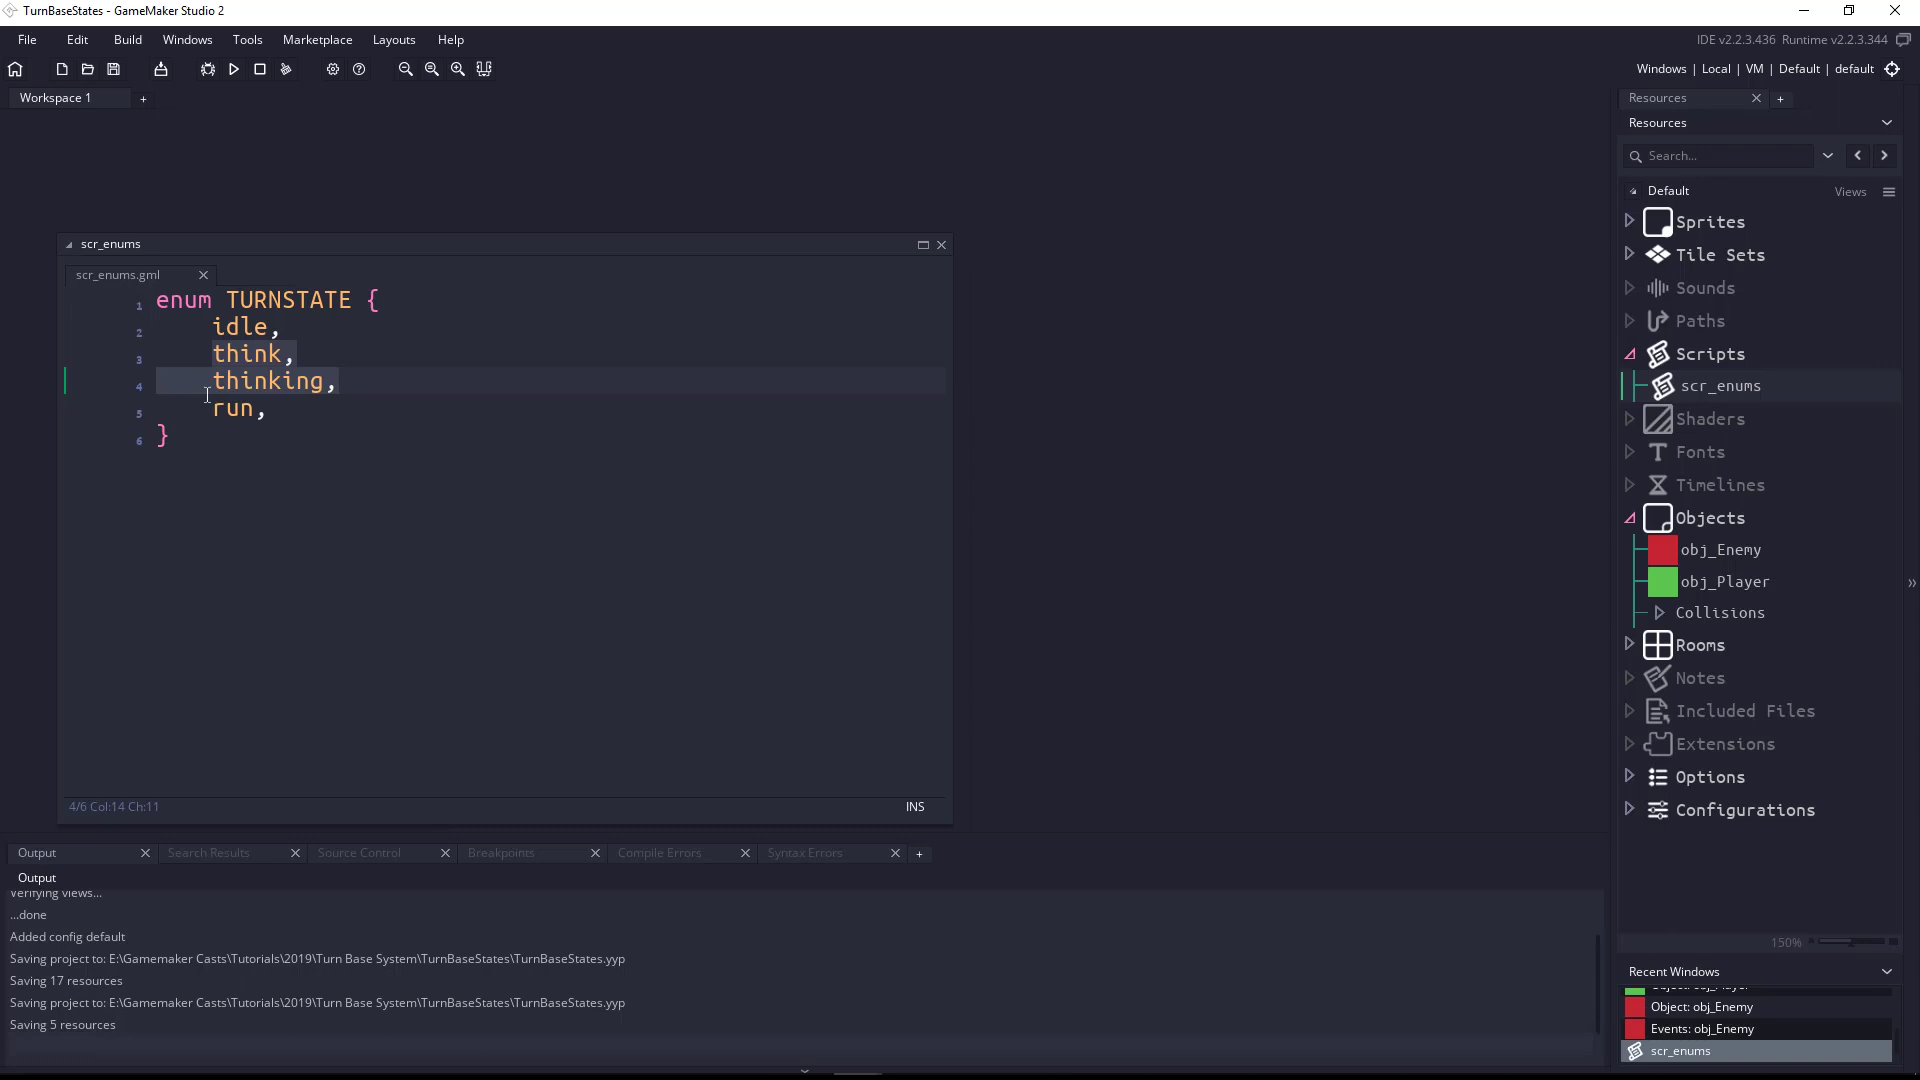 TurnBaseStates - GameMaker Studio 2
File Edit Build Windows Tools Marketplace Layouts Help
IDE v2.2.3.436 Runtime v2.2.3.344
Windows | Local | VM | Default | default
Workspace 1
Resources
Resources
Search...
Default
Views
Sprites
Tile Sets
Sounds
Paths
Scripts
scr_enums
Shaders
Fonts
Timelines
Objects
obj_Enemy
obj_Player
Collisions
Rooms
Notes
Included Files
Extensions
Options
Configurations
150%
scr_enums
scr_enums.gml
1 enum TURNSTATE {
2 idle,
3 think,
4 thinking,
5 run,
6 }
4/6 Col:14 Ch:11
INS
Output Search Results Source Control Breakpoints Compile Errors Syntax Errors
Output
Verifying views...
...done
Added config default
Saving project to: E:\Gamemaker Casts\Tutorials\2019\Turn Base System\TurnBaseStates\TurnBaseStates.yyp
Saving 17 resources
Saving project to: E:\Gamemaker Casts\Tutorials\2019\Turn Base System\TurnBaseStates\TurnBaseStates.yyp
Saving 5 resources
Recent Windows
Object: obj_Player
Object: obj_Enemy
Events: obj_Enemy
scr_enums